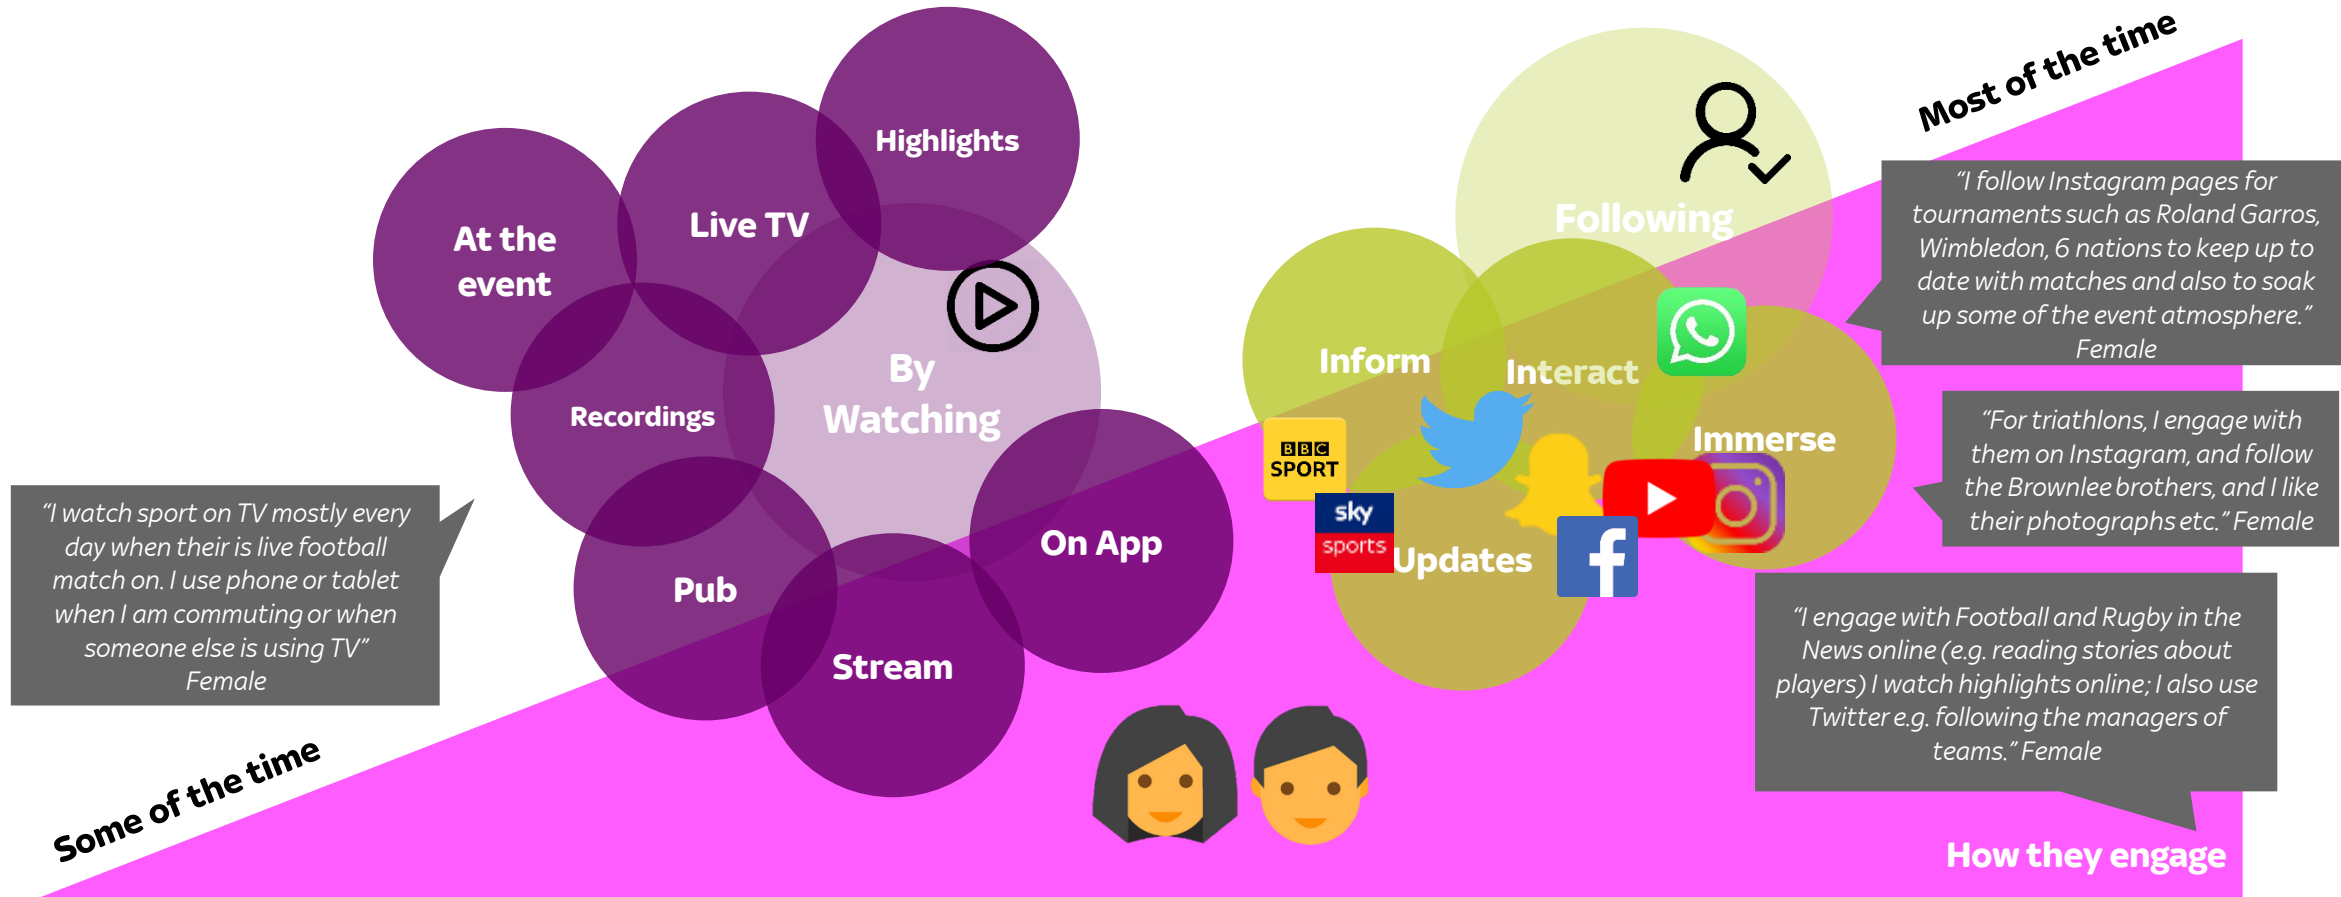 Most of the time
Highlights
Live TV
At the
event
Following
By
Watching
Recordings
Inform
Interact
Immerse
BBC
SPORT
sky
sports
Updates
On App
Pub
Stream
“I follow Instagram pages for
tournaments such as Roland Garros,
Wimbledon, 6 nations to keep up to
date with matches and also to soak
up some of the event atmosphere.”
Female
“For triathlons, I engage with
them on Instagram, and follow
the Brownlee brothers, and I like
their photographs etc.” Female
“I watch sport on TV mostly every
day when their is live football
match on. I use phone or tablet
when I am commuting or when
someone else is using TV”
Female
“I engage with Football and Rugby in the
News online (e.g. reading stories about
players) I watch highlights online; I also use
Twitter e.g. following the managers of
teams.” Female
Some of the time
How they engage